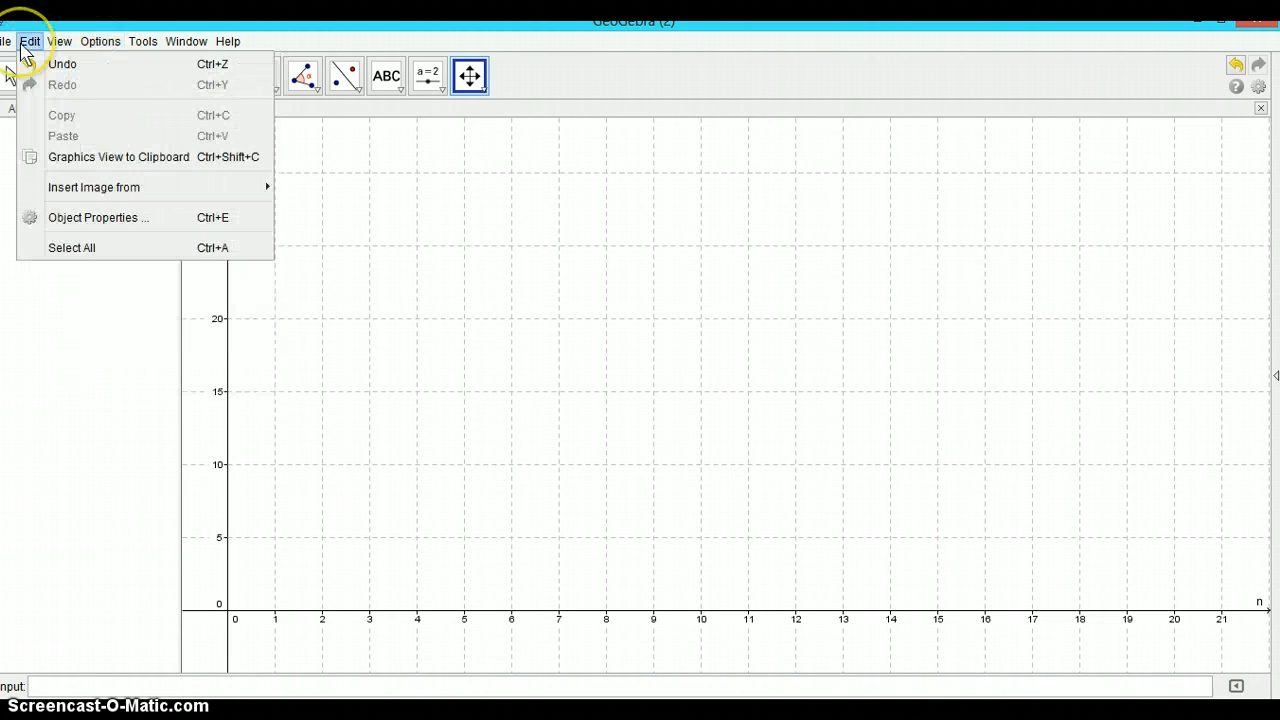 GeoGebra (2)
ile Edit View Options Tools Window Help
Undo Ctrl+Z
Redo Ctrl+Y
Copy Ctrl+C
Paste Ctrl+V
Graphics View to Clipboard Ctrl+Shift+C
Insert Image from
Object Properties ... Ctrl+E
Select All Ctrl+A
ABC
a=2
α
A
20
15
10
5
0
n
0 1 2 3 4 5 6 7 8 9 10 11 12 13 14 15 16 17 18 19 20 21
nput:
Screencast-O-Matic.com